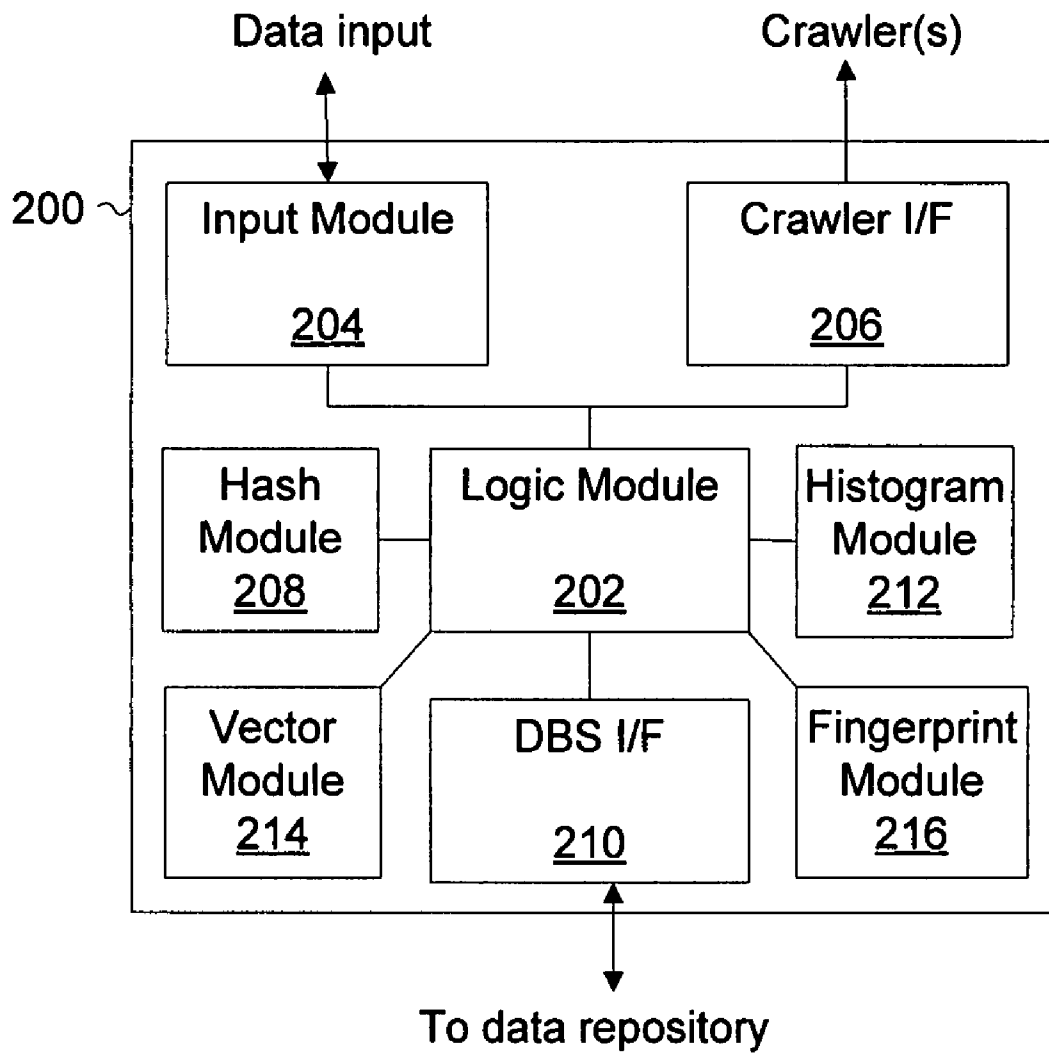 Data input
Crawler(s)
200
Input Module
204
Crawler I/F
206
Hash
Module
208
Logic Module
202
Histogram
Module
212
Vector
Module
214
DBS I/F
210
Fingerprint
Module
216
To data repository